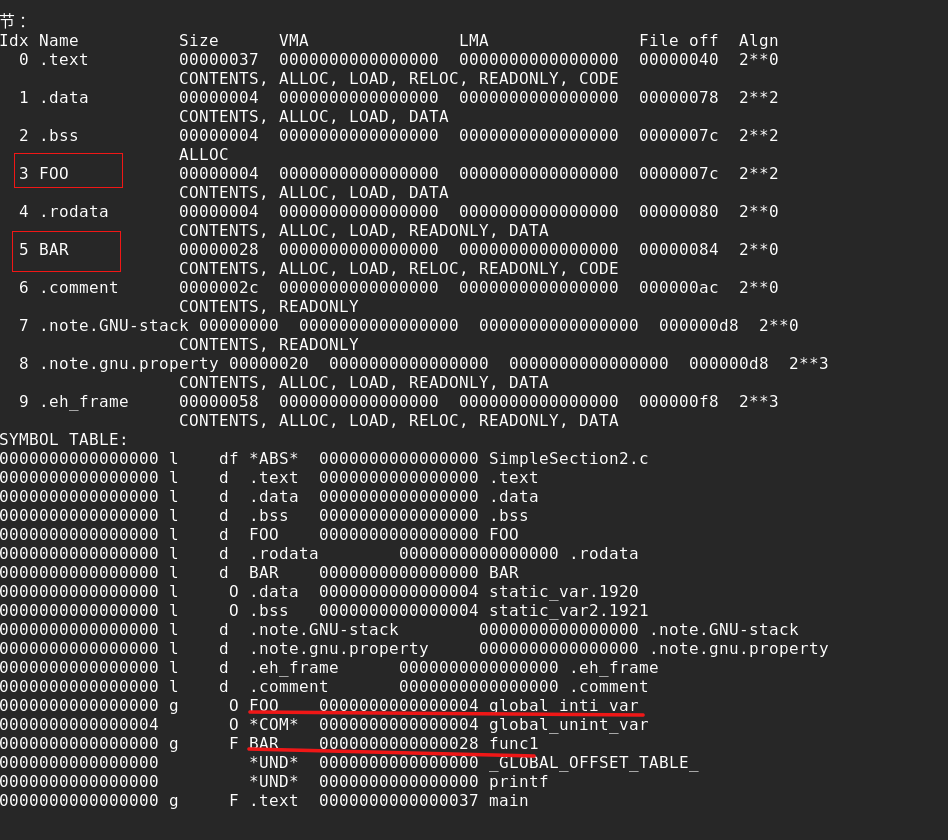 节：
Idx Name          Size      VMA               LMA               File off  Algn
  0 .text         00000037  0000000000000000  0000000000000000  00000040  2**0
                  CONTENTS, ALLOC, LOAD, RELOC, READONLY, CODE
  1 .data         00000004  0000000000000000  0000000000000000  00000078  2**2
                  CONTENTS, ALLOC, LOAD, DATA
  2 .bss          00000004  0000000000000000  0000000000000000  0000007c  2**2
                  ALLOC
  3 FOO           00000004  0000000000000000  0000000000000000  0000007c  2**2
                  CONTENTS, ALLOC, LOAD, DATA
  4 .rodata       00000004  0000000000000000  0000000000000000  00000080  2**0
                  CONTENTS, ALLOC, LOAD, READONLY, DATA
  5 BAR           00000028  0000000000000000  0000000000000000  00000084  2**0
                  CONTENTS, ALLOC, LOAD, RELOC, READONLY, CODE
  6 .comment      0000002c  0000000000000000  0000000000000000  000000ac  2**0
                  CONTENTS, READONLY
  7 .note.GNU-stack 00000000  0000000000000000  0000000000000000  000000d8  2**0
                  CONTENTS, READONLY
  8 .note.gnu.property 00000020  0000000000000000  0000000000000000  000000d8  2**3
                  CONTENTS, ALLOC, LOAD, READONLY, DATA
  9 .eh_frame     00000058  0000000000000000  0000000000000000  000000f8  2**3
                  CONTENTS, ALLOC, LOAD, RELOC, READONLY, DATA
SYMBOL TABLE:
0000000000000000 l    df *ABS*  0000000000000000 SimpleSection2.c
0000000000000000 l    d  .text  0000000000000000 .text
0000000000000000 l    d  .data  0000000000000000 .data
0000000000000000 l    d  .bss   0000000000000000 .bss
0000000000000000 l    d  FOO    0000000000000000 FOO
0000000000000000 l    d  .rodata        0000000000000000 .rodata
0000000000000000 l    d  BAR    0000000000000000 BAR
0000000000000000 l     O .data  0000000000000004 static_var.1920
0000000000000000 l     O .bss   0000000000000004 static_var2.1921
0000000000000000 l    d  .note.GNU-stack        0000000000000000 .note.GNU-stack
0000000000000000 l    d  .note.gnu.property     0000000000000000 .note.gnu.property
0000000000000000 l    d  .eh_frame      0000000000000000 .eh_frame
0000000000000000 l    d  .comment       0000000000000000 .comment
0000000000000000 g     O FOO    0000000000000004 global_inti_var
0000000000000004       O *COM*  0000000000000004 global_unint_var
0000000000000000 g     F BAR    0000000000000028 func1
0000000000000000         *UND*  0000000000000000 _GLOBAL_OFFSET_TABLE_
0000000000000000         *UND*  0000000000000000 printf
0000000000000000 g     F .text  0000000000000037 main